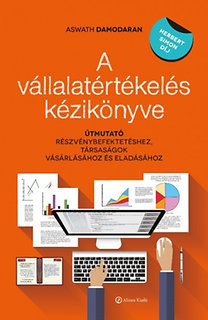 ASWATH DAMODARAN
HERBERT
SIMON
DÍJ
A
vállalatértékelés
kézikönyve
ÚTMUTATÓ
RÉSZVÉNYBEFEKTETÉSHEZ,
TÁRSASÁGOK
VÁSÁRLÁSÁHOZ ÉS ELADÁSÁHOZ
Alinea Kiadó